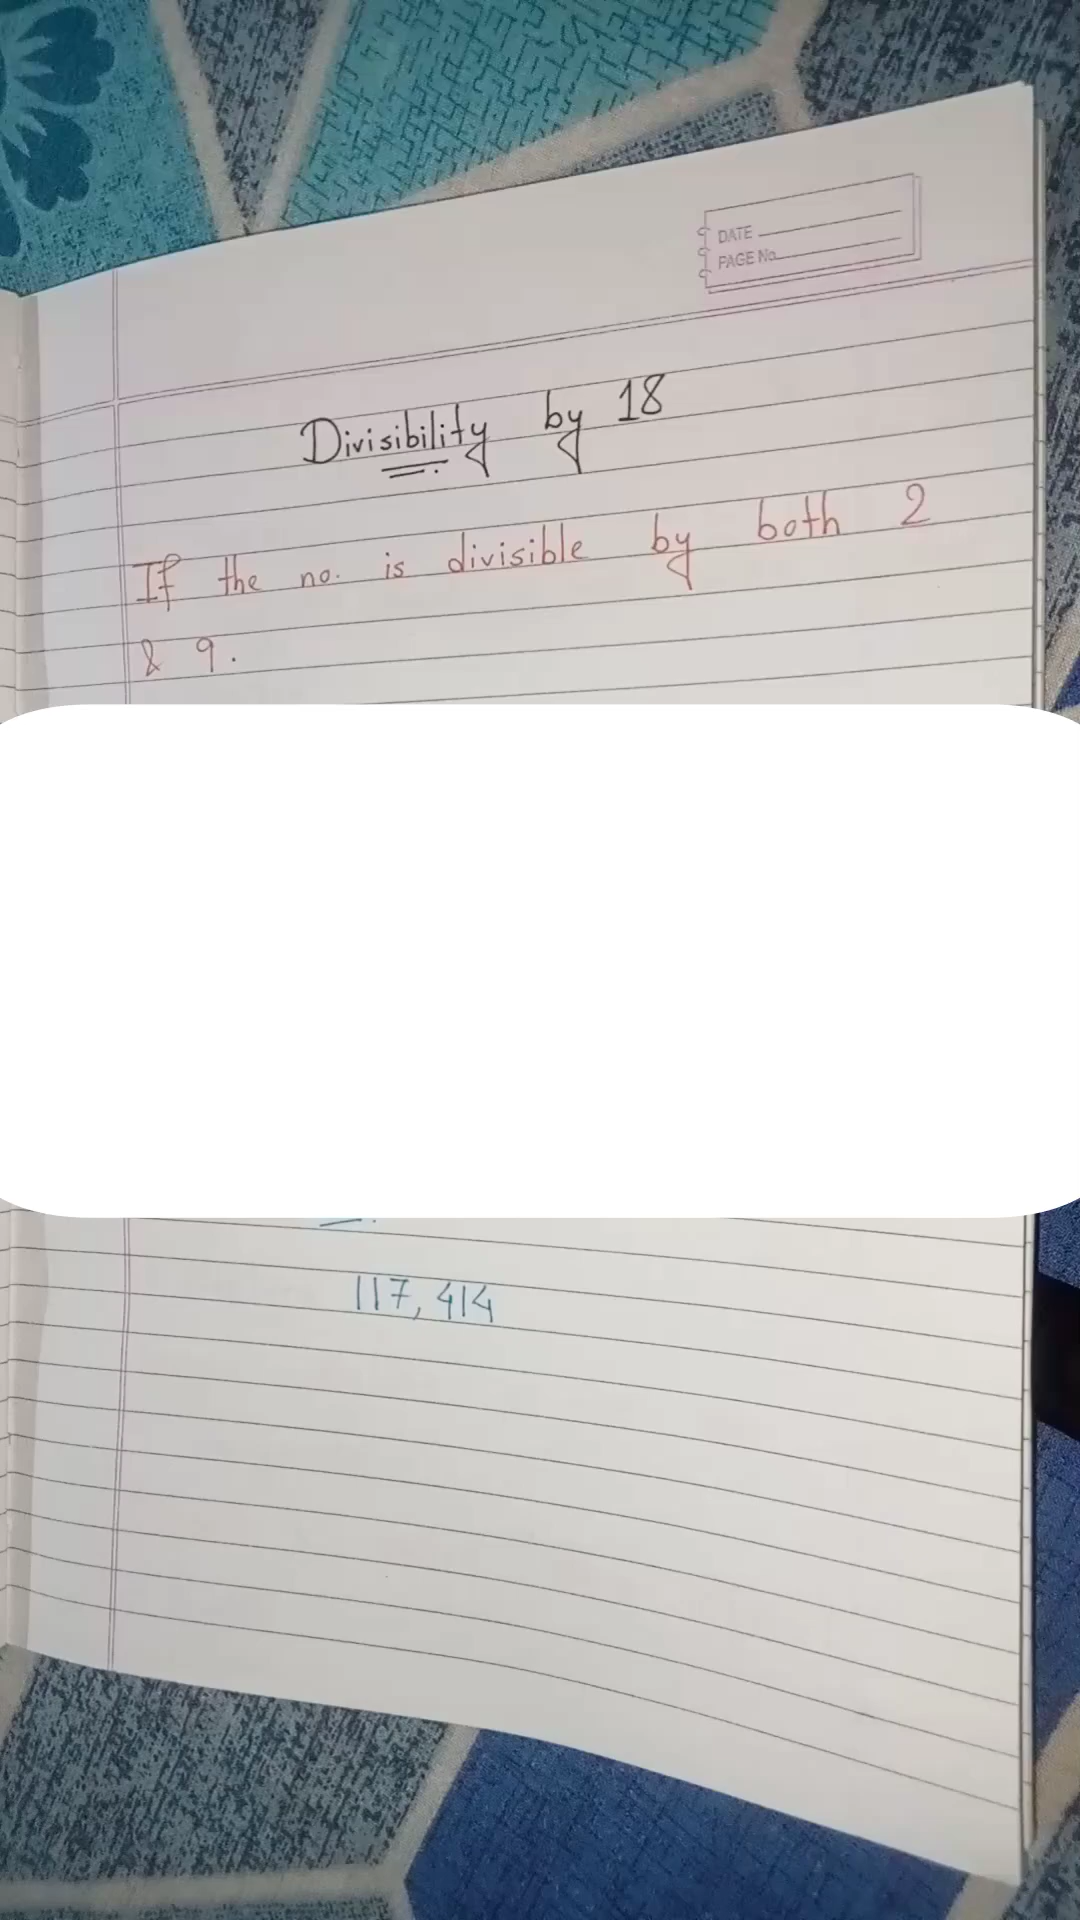 DATE
PAGE No.
Divisibility by 18
If the no. is divisible by both 2
& 9.
117, 414